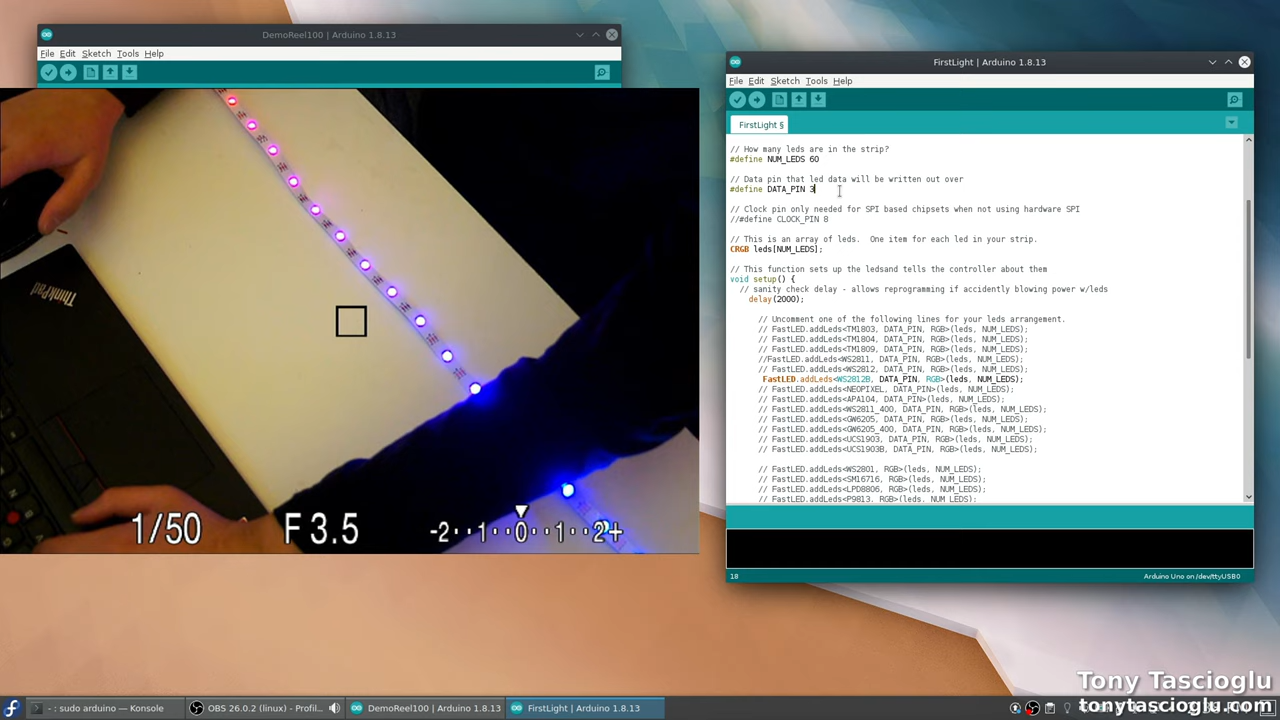 DemoReel100 | Arduino 1.8.13
File Edit Sketch Tools Help
ThinkPad
1/50 F 3.5 -2··1··0··1··2+
FirstLight | Arduino 1.8.13
File Edit Sketch Tools Help
FirstLight §
// How many leds are in the strip?
#define NUM_LEDS 60
// Data pin that led data will be written out over
#define DATA_PIN 3
// Clock pin only needed for SPI based chipsets when not using hardware SPI
//#define CLOCK_PIN 8
// This is an array of leds.  One item for each led in your strip.
CRGB leds[NUM_LEDS];
// This function sets up the ledsand tells the controller about them
void setup() {
// sanity check delay - allows reprogramming if accidently blowing power w/leds
delay(2000);
// Uncomment one of the following lines for your leds arrangement.
// FastLED.addLeds<TM1803, DATA_PIN, RGB>(leds, NUM_LEDS);
// FastLED.addLeds<TM1804, DATA_PIN, RGB>(leds, NUM_LEDS);
// FastLED.addLeds<TM1809, DATA_PIN, RGB>(leds, NUM_LEDS);
//FastLED.addLeds<WS2811, DATA_PIN, RGB>(leds, NUM_LEDS);
// FastLED.addLeds<WS2812, DATA_PIN, RGB>(leds, NUM_LEDS);
FastLED.addLeds<WS2812B, DATA_PIN, RGB>(leds, NUM_LEDS);
// FastLED.addLeds<NEOPIXEL, DATA_PIN>(leds, NUM_LEDS);
// FastLED.addLeds<APA104, DATA_PIN>(leds, NUM_LEDS);
// FastLED.addLeds<WS2811_400, DATA_PIN, RGB>(leds, NUM_LEDS);
// FastLED.addLeds<GW6205, DATA_PIN, RGB>(leds, NUM_LEDS);
// FastLED.addLeds<GW6205_400, DATA_PIN, RGB>(leds, NUM_LEDS);
// FastLED.addLeds<UCS1903, DATA_PIN, RGB>(leds, NUM_LEDS);
// FastLED.addLeds<UCS1903B, DATA_PIN, RGB>(leds, NUM_LEDS);
// FastLED.addLeds<WS2801, RGB>(leds, NUM_LEDS);
// FastLED.addLeds<SM16716, RGB>(leds, NUM_LEDS);
// FastLED.addLeds<LPD8806, RGB>(leds, NUM_LEDS);
// FastLED.addLeds<P9813, RGB>(leds, NUM_LEDS);
18 Arduino Uno on /dev/ttyUSB0
Tony Tascioglu
tonytascioglu.com
- : sudo arduino — Konsole OBS 26.0.2 (linux) - Profil... DemoReel100 | Arduino 1.8.13 FirstLight | Arduino 1.8.13